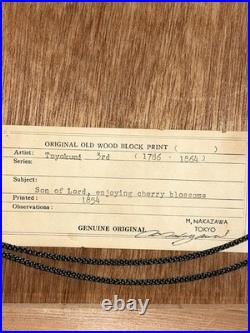 ORIGINAL OLD WOOD BLOCK PRINT ( )
Artist: Toyokuni 3rd (1786 - 1864)
Series:
Subject:
Son of Lord, enjoying cherry blossoms
Printed: 1854
Observations:
M, NAKAZAWA
TOKYO
GENUINE ORIGINAL